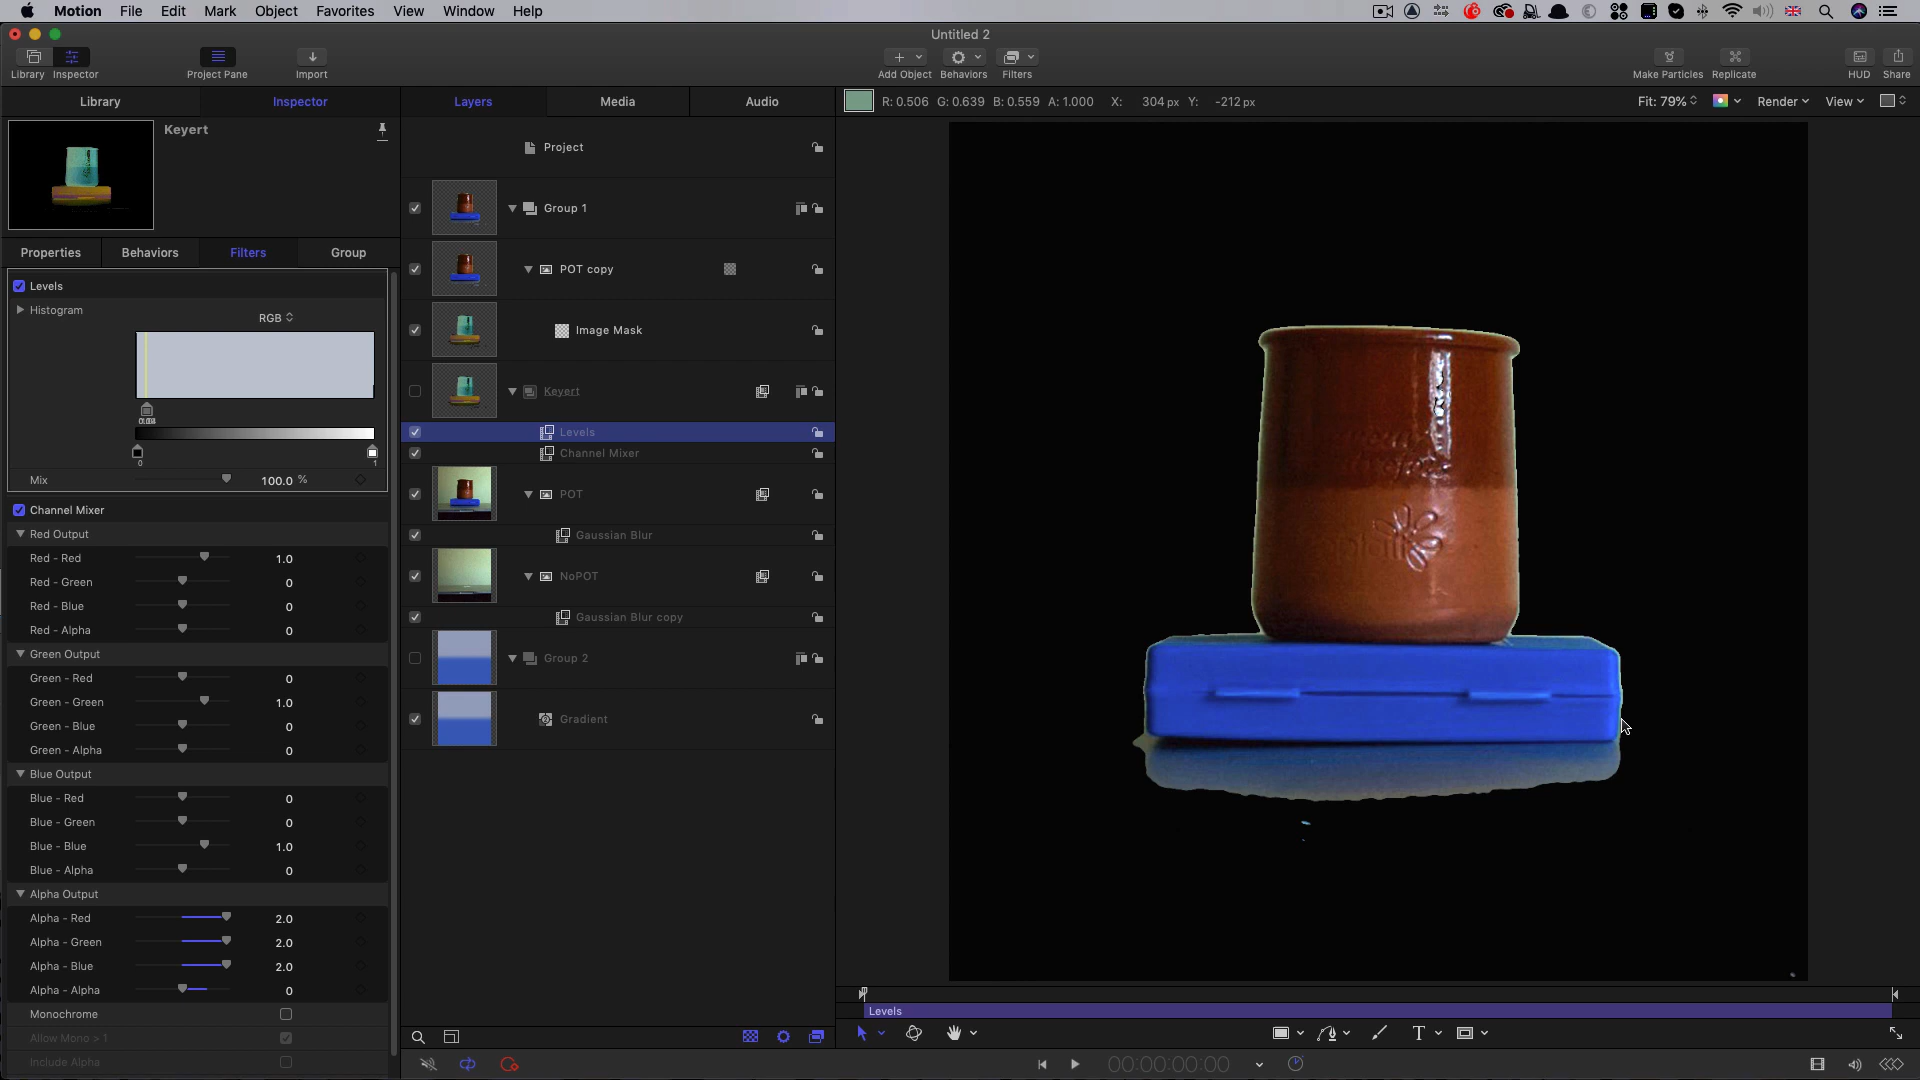 Motion File Edit Mark Object Favorites View Window Help
Untitled 2
Library Inspector Project Pane Import Add Object Behaviors Filters Make Particles Replicate HUD Share
Library Inspector Layers Media Audio R: 0.506 G: 0.639 B: 0.559 A: 1.000 X: 304 px Y: -212 px Fit: 79% Render View
Keyert
Project
Group 1
POT copy
Image Mask
Keyert
Levels
Channel Mixer
POT
Gaussian Blur
NoPOT
Gaussian Blur copy
Group 2
Gradient
Properties Behaviors Filters Group
Levels
Histogram
RGB
0 1
Mix 100.0 %
Channel Mixer
Red Output
Red - Red 1.0
Red - Green 0
Red - Blue 0
Red - Alpha 0
Green Output
Green - Red 0
Green - Green 1.0
Green - Blue 0
Green - Alpha 0
Blue Output
Blue - Red 0
Blue - Green 0
Blue - Blue 1.0
Blue - Alpha 0
Alpha Output
Alpha - Red 2.0
Alpha - Green 2.0
Alpha - Blue 2.0
Alpha - Alpha 0
Monochrome
Allow Mono > 1
Include Alpha
Levels
T
00:00:00:00